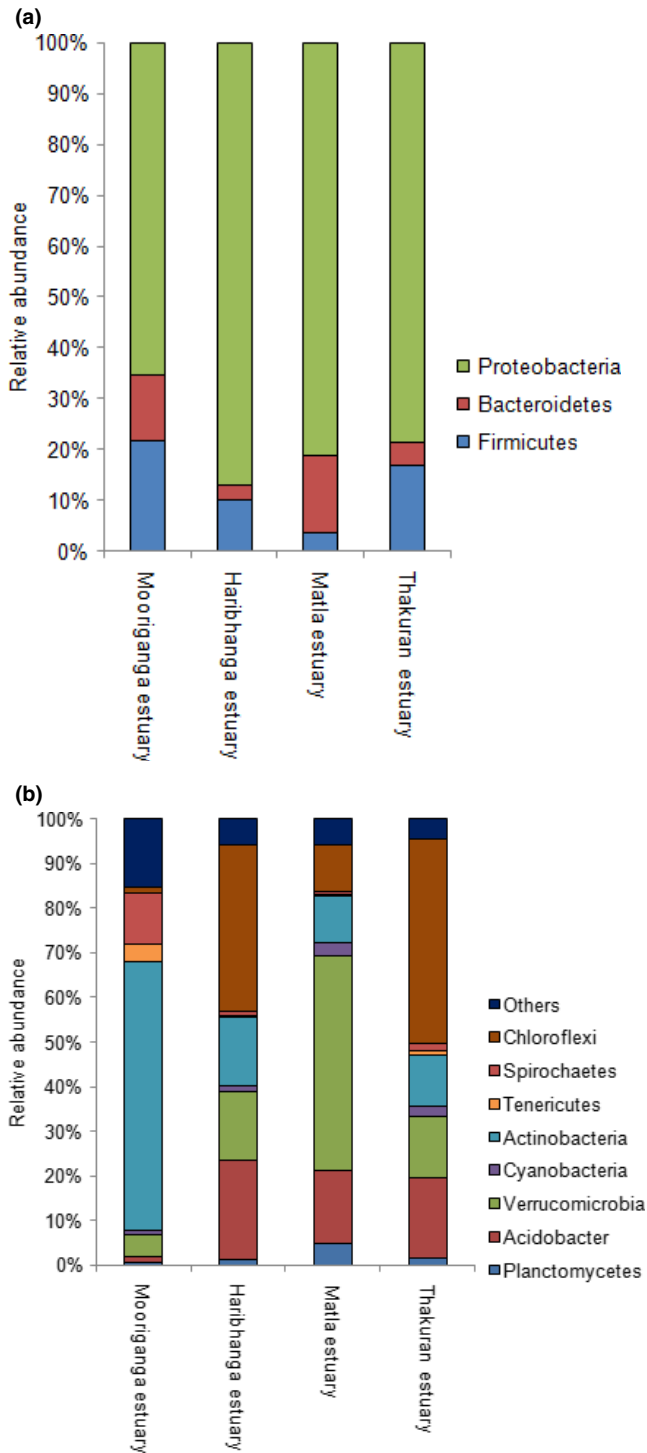 (a)
100%
90%
80%
70%
60%
50%
40%
30%
20%
10%
0%
Relative abundance
Proteobacteria
Bacteroidetes
Firmicutes
Mooriganga estuary
Haribhanga estuary
Matla estuary
Thakuran estuary
(b)
100%
90%
80%
70%
60%
50%
40%
30%
20%
10%
0%
Relative abundance
Others
Chloroflexi
Spirochaetes
Tenericutes
Actinobacteria
Cyanobacteria
Verrucomicrobia
Acidobacter
Planctomycetes
Mooriganga estuary
Haribhanga estuary
Matla estuary
Thakuran estuary